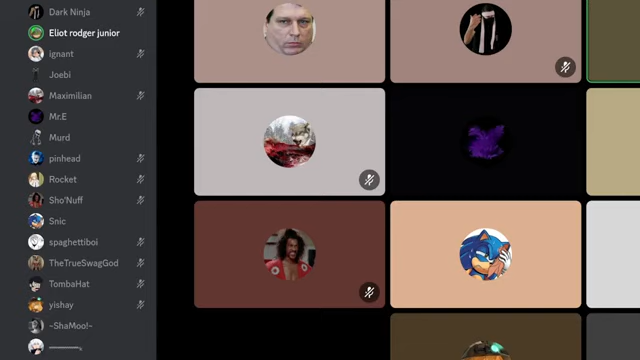 Dark Ninja
Eliot rodger junior
ignant
Joebi
Maximilian
Mr.E
Murd
pinhead
Rocket
Sho'Nuff
Snic
spaghettiboi
TheTrueSwagGod
TombaHat
yishay
~ShaMoo!~